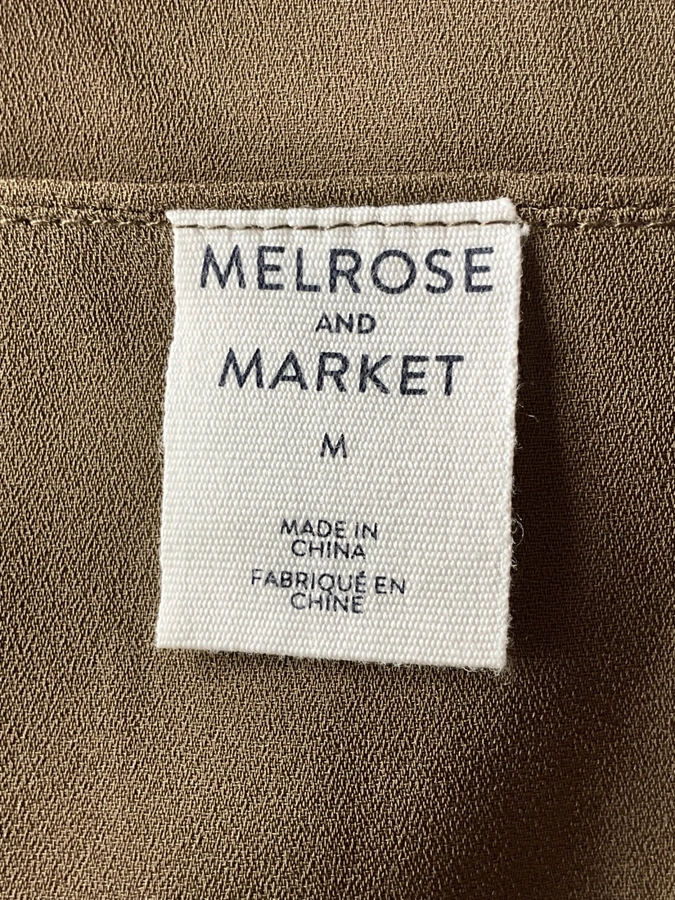 MELROSE
AND
MARKET
M
MADE IN
CHINA
FABRIQUÉ EN
CHINE